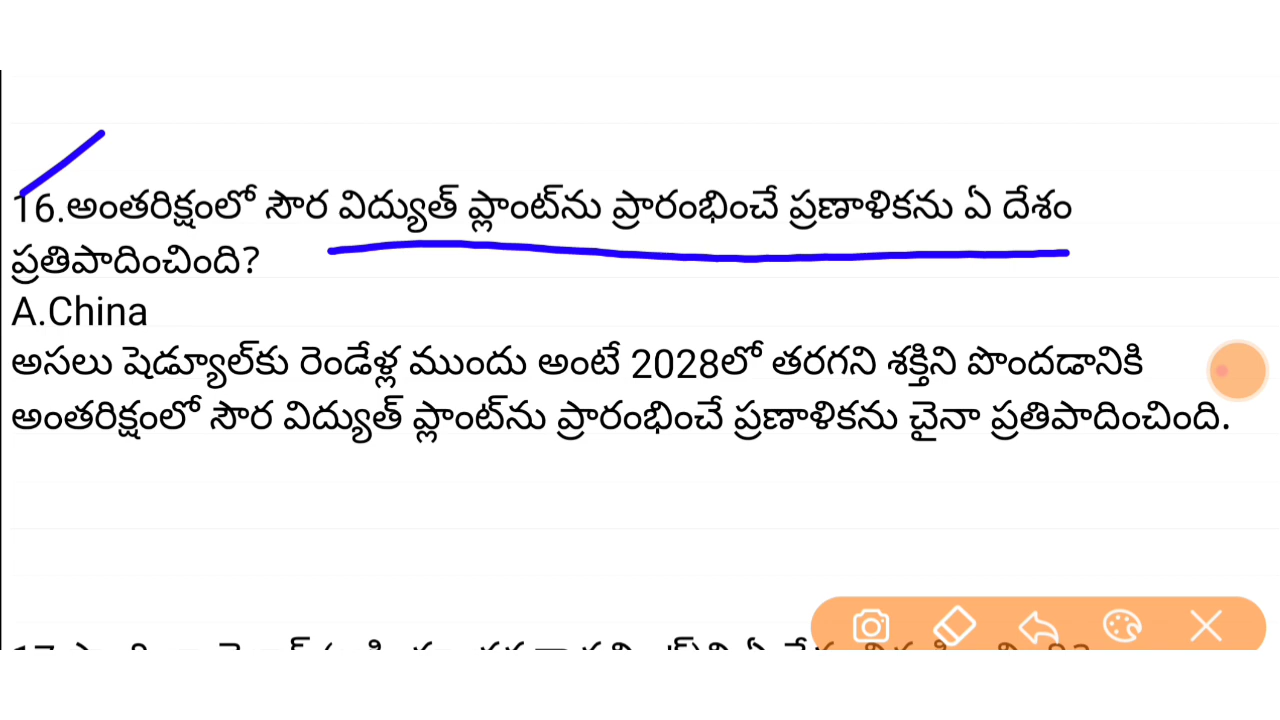 16.అంతరిక్షంలో సౌర విద్యుత్ ప్లాంట్‌ను ప్రారంభించే ప్రణాళికను ఏ దేశం
ప్రతిపాదించింది?
A.China
అసలు షెడ్యూల్‌కు రెండేళ్ల ముందు అంటే 2028లో తరగని శక్తిని పొందడానికి
అంతరిక్షంలో సౌర విద్యుత్ ప్లాంట్‌ను ప్రారంభించే ప్రణాళికను చైనా ప్రతిపాదించింది.